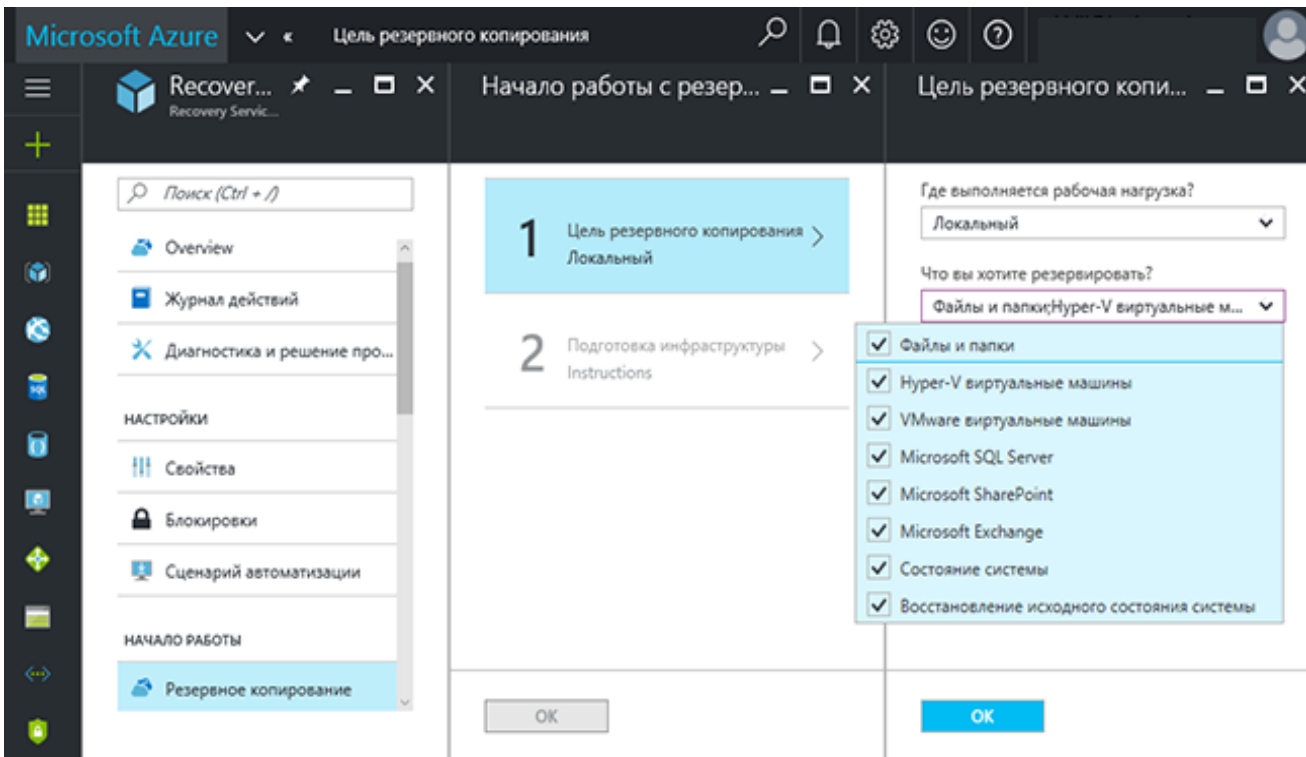 Microsoft Azure
Цель резервного копирования
Recover...
Recovery Servic...
Поиск (Ctrl + /)
Overview
Журнал действий
Диагностика и решение про...
НАСТРОЙКИ
Свойства
Блокировки
Сценарий автоматизации
НАЧАЛО РАБОТЫ
Резервное копирование
Начало работы с резер...
1
Цель резервного копирования
Локальный
2
Подготовка инфраструктуры
Instructions
OK
Цель резервного копи...
Где выполняется рабочая нагрузка?
Локальный
Что вы хотите резервировать?
Файлы и папки;Hyper-V виртуальные м...
Файлы и папки
Hyper-V виртуальные машины
VMware виртуальные машины
Microsoft SQL Server
Microsoft SharePoint
Microsoft Exchange
Состояние системы
Восстановление исходного состояния системы
OK